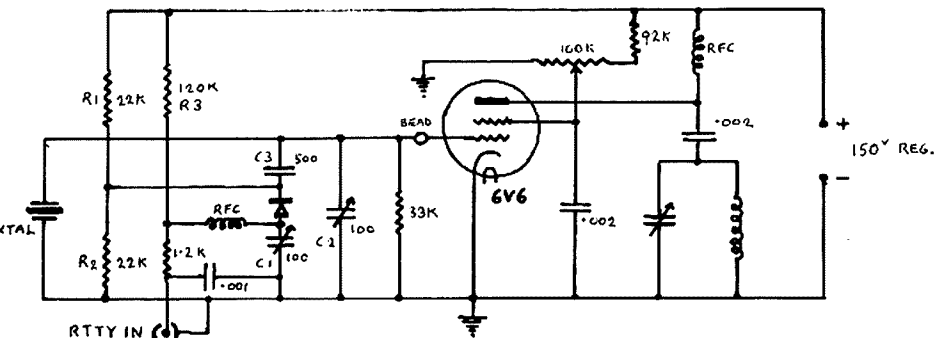 92K
100K
RFC
120K
R3
R1
22K
BEAD
.002
+
150V REG.
-
C3
500
6V6
XTAL
RFC
C2
100
33K
.002
R2
22K
1.2K
C1
100
.001
RTTY IN